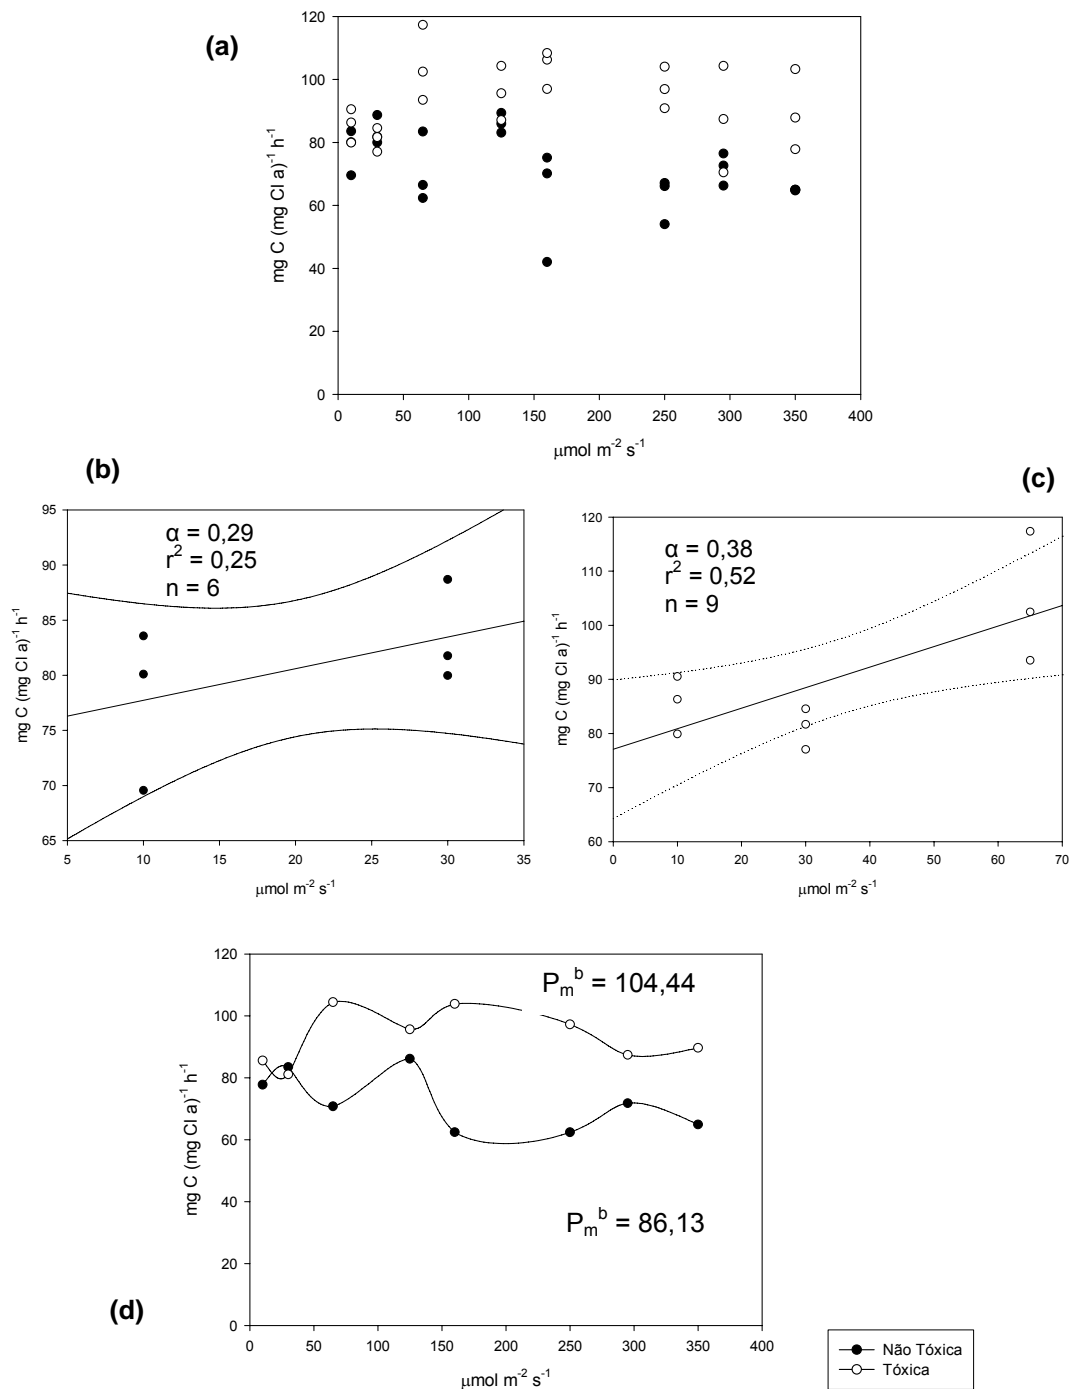 (a)
120
100
80
60
40
20
0
mg C (mg Cl a)⁻¹ h⁻¹
0 50 100 150 200 250 300 350 400
μmol m⁻² s⁻¹
(b)
95
90
85
80
75
70
65
mg C (mg Cl a)⁻¹ h⁻¹
α = 0,29
r² = 0,25
n = 6
5 10 15 20 25 30 35
μmol m⁻² s⁻¹
(c)
120
110
100
90
80
70
60
mg C (mg Cl a)⁻¹ h⁻¹
α = 0,38
r² = 0,52
n = 9
0 10 20 30 40 50 60 70
μmol m⁻² s⁻¹
120
100
80
60
40
20
0
mg C (mg Cl a)⁻¹ h⁻¹
Pₘᵇ = 104,44
Pₘᵇ = 86,13
(d)
0 50 100 150 200 250 300 350 400
μmol m⁻² s⁻¹
Não Tóxica
Tóxica